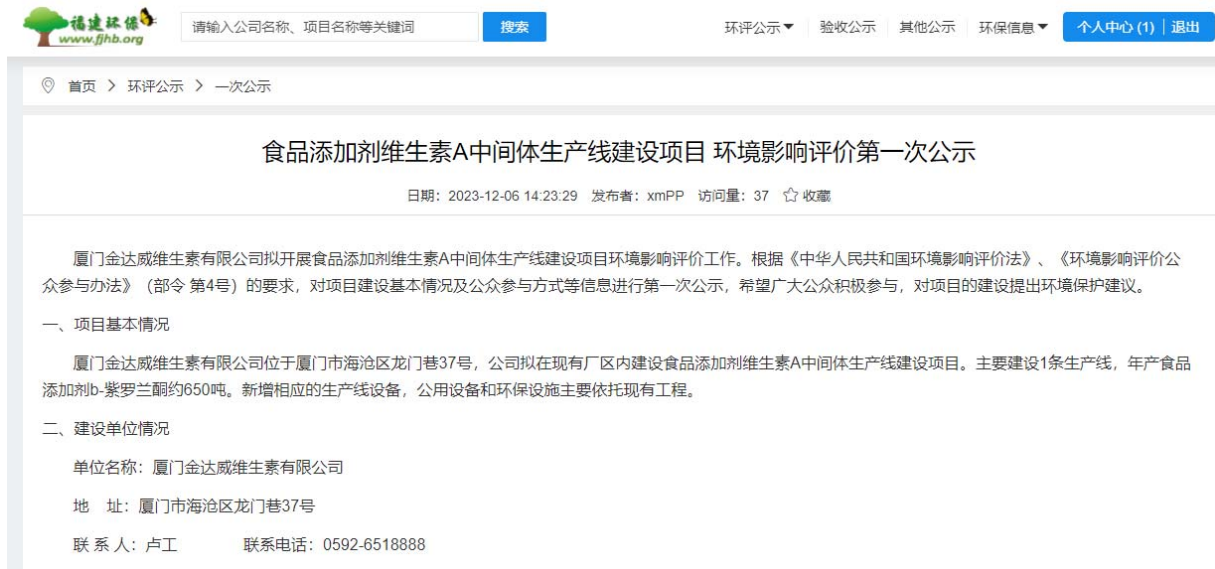 福建环保
www.fjhb.org
请输入公司名称、项目名称等关键词
搜索
环评公示▼ 验收公示 其他公示 环保信息▼ 个人中心 (1) | 退出
首页 > 环评公示 > 一次公示
食品添加剂维生素A中间体生产线建设项目 环境影响评价第一次公示
日期：2023-12-06 14:23:29 发布者：xmPP 访问量：37 ☆ 收藏
厦门金达威维生素有限公司拟开展食品添加剂维生素A中间体生产线建设项目环境影响评价工作。根据《中华人民共和国环境影响评价法》、《环境影响评价公
众参与办法》（部令 第4号）的要求，对项目建设基本情况及公众参与方式等信息进行第一次公示，希望广大公众积极参与，对项目的建设提出环境保护建议。
一、项目基本情况
厦门金达威维生素有限公司位于厦门市海沧区龙门巷37号，公司拟在现有厂区内建设食品添加剂维生素A中间体生产线建设项目。主要建设1条生产线，年产食品
添加剂b-紫罗兰酮约650吨。新增相应的生产线设备，公用设备和环保设施主要依托现有工程。
二、建设单位情况
单位名称：厦门金达威维生素有限公司
地 址：厦门市海沧区龙门巷37号
联 系 人：卢工 联系电话：0592-6518888